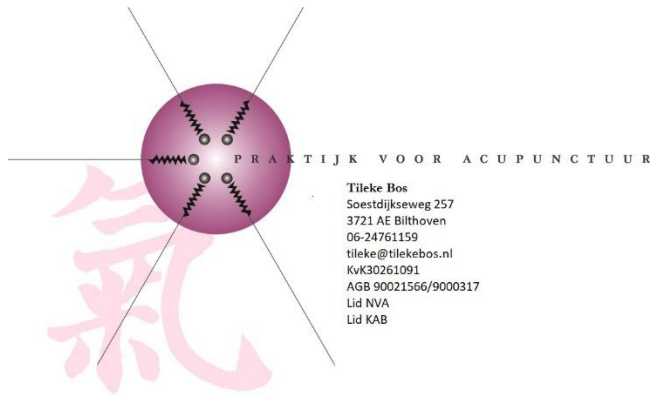 PRAKTIJK VOOR ACUPUNCTUUR
Tileke Bos
Soestdijkseweg 257
3721 AE Bilthoven
06-24761159
tileke@tilekebos.nl
KvK30261091
AGB 90021566/9000317
Lid NVA
Lid KAB
氣